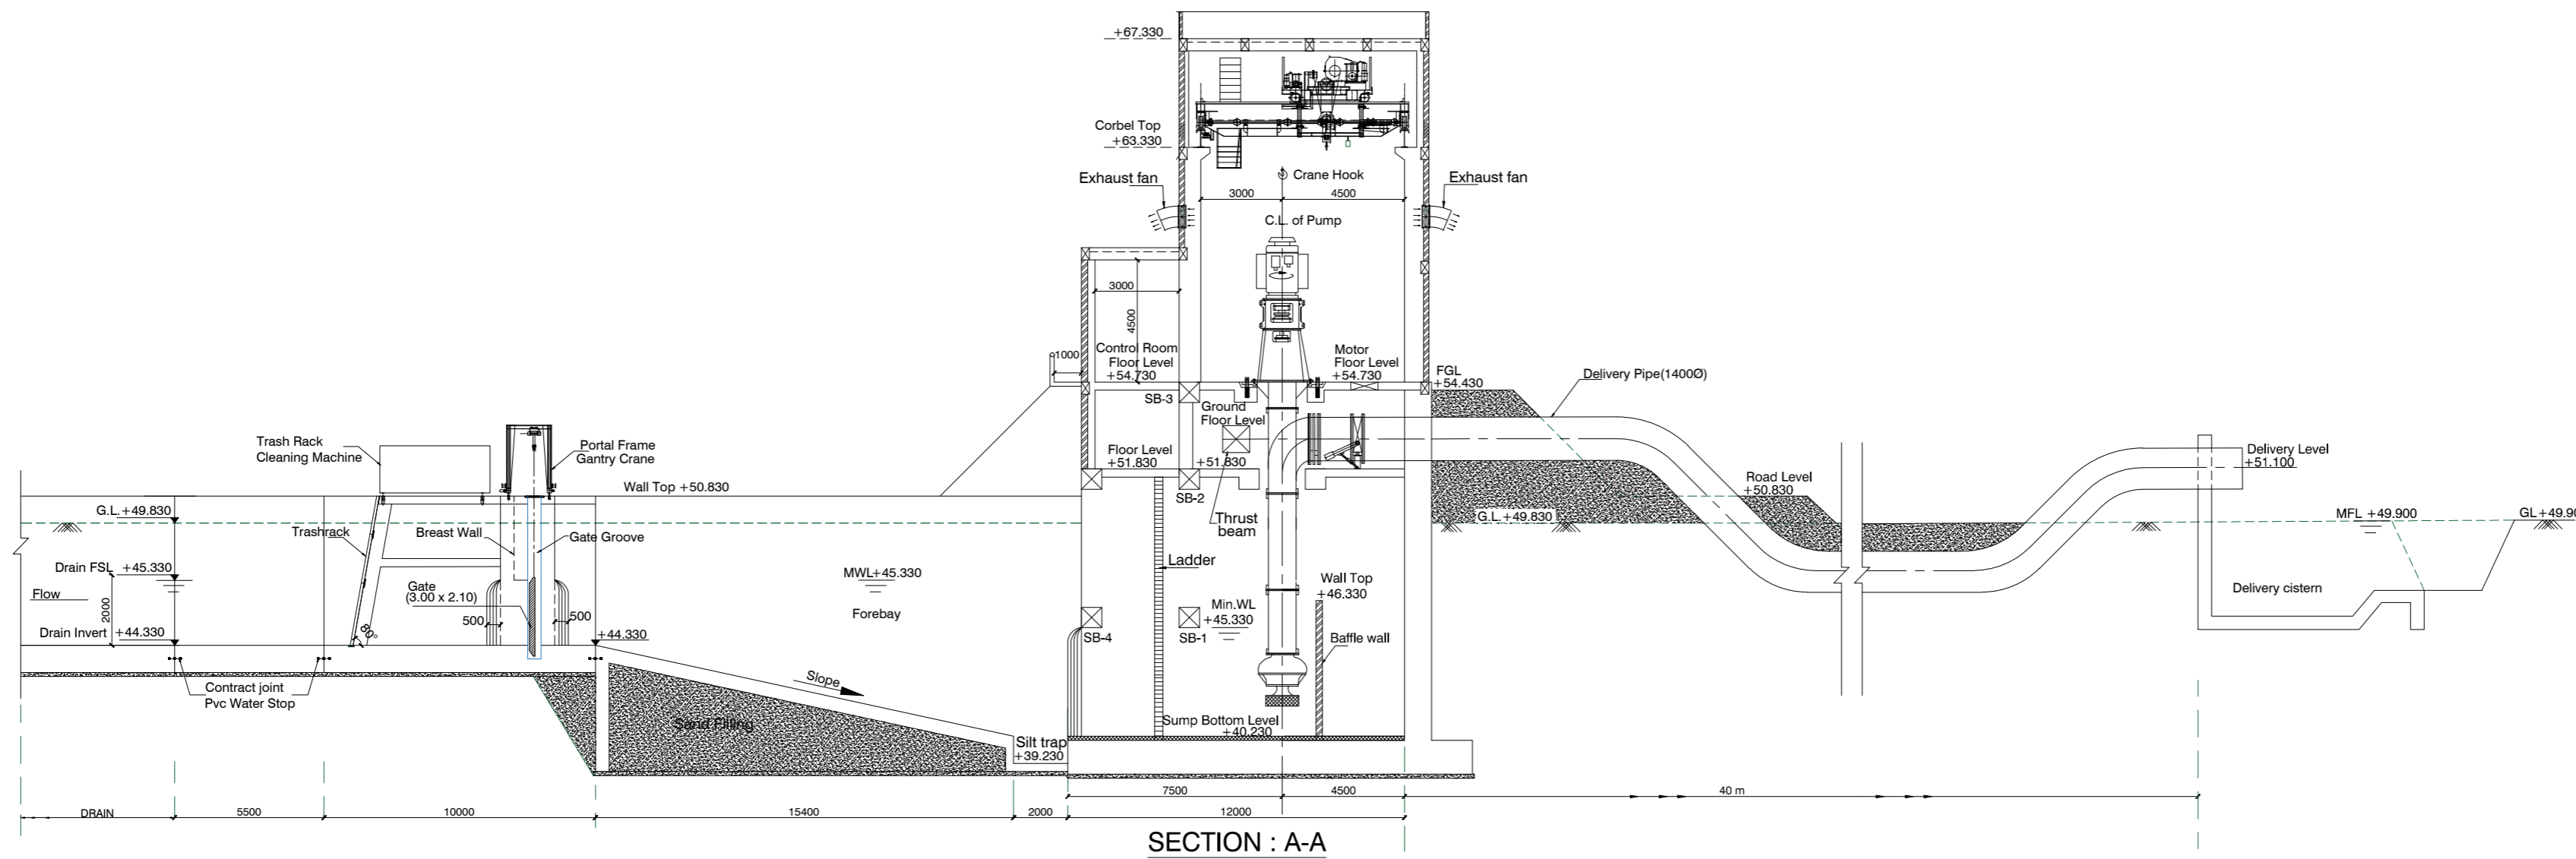 +67.330
Corbel Top
+63.330
Exhaust fan
Crane Hook
Exhaust fan
3000
4500
C.L. of Pump
3000
4500
1000
Control Room
Floor Level
+54.730
Motor
Floor Level
+54.730
FGL
+54.430
Delivery Pipe(1400Ø)
SB-3
Ground
Floor Level
Trash Rack
Cleaning Machine
Portal Frame
Gantry Crane
Floor Level
+51.830
+51.830
Delivery Level
+51.100
Wall Top +50.830
SB-2
Road Level
+50.830
G.L.+49.830
Thrust
beam
G.L.+49.830
MFL +49.900
Trashrack
Breast Wall
Gate Groove
Drain FSL +45.330
Ladder
MWL+45.330
Wall Top
+46.330
Flow
2000
Gate
(3.00 x 2.10)
Forebay
Min.WL
+45.330
Delivery cistern
500
500
Drain Invert +44.330
80°
+44.330
SB-4
SB-1
Baffle wall
Slope
Contract joint
Pvc Water Stop
Sand Filling
Sump Bottom Level
+40.230
Silt trap
+39.230
7500
4500
40 m
DRAIN
5500
10000
15400
2000
12000
SECTION : A-A